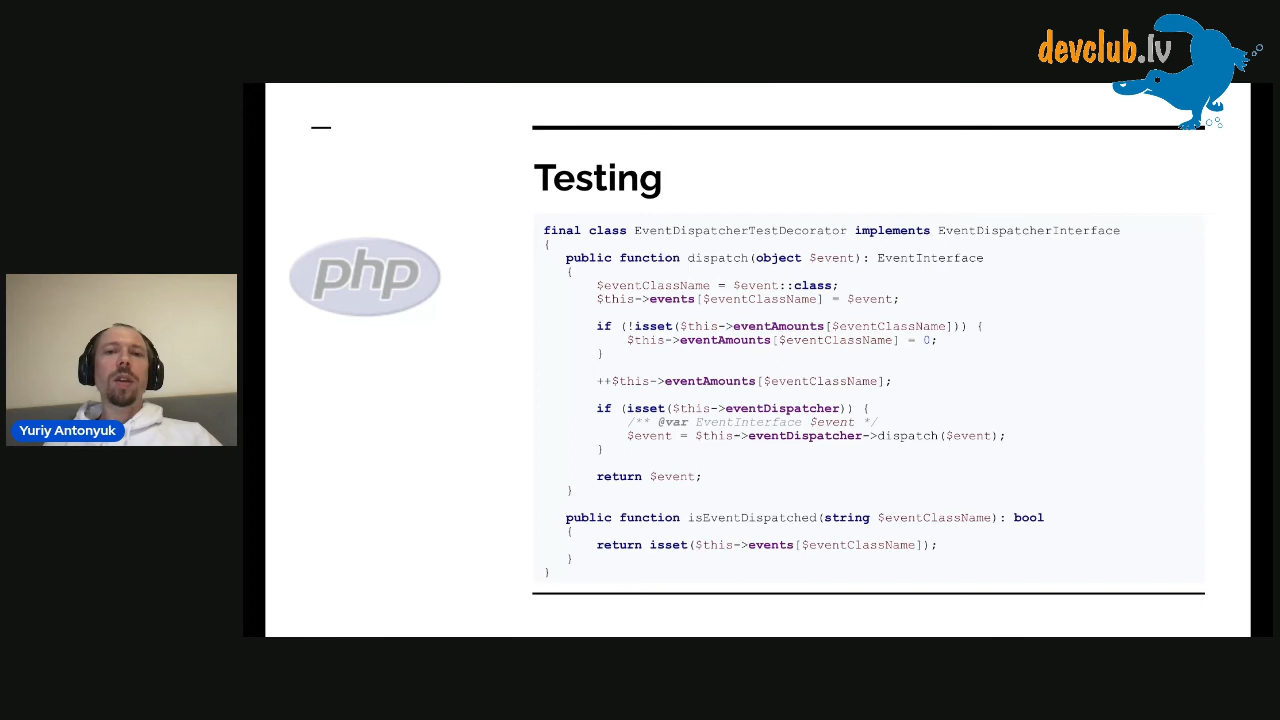 devclub.lv
Testing
php
final class EventDispatcherTestDecorator implements EventDispatcherInterface
{
public function dispatch(object $event): EventInterface
{
$eventClassName = $event::class;
$this->events[$eventClassName] = $event;
if (!isset($this->eventAmounts[$eventClassName])) {
$this->eventAmounts[$eventClassName] = 0;
}
++$this->eventAmounts[$eventClassName];
if (isset($this->eventDispatcher)) {
/** @var EventInterface $event */
$event = $this->eventDispatcher->dispatch($event);
}
return $event;
}
public function isEventDispatched(string $eventClassName): bool
{
return isset($this->events[$eventClassName]);
}
}
Yuriy Antonyuk